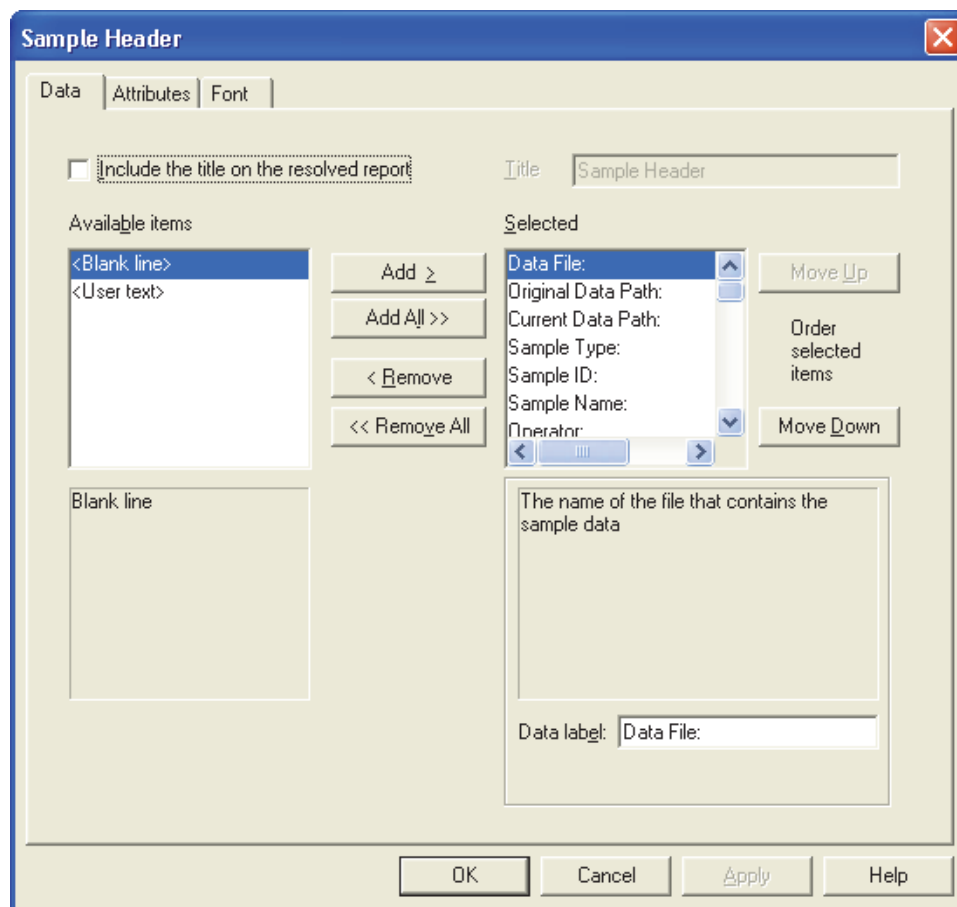 Sample Header
Data Attributes Font
Include the title on the resolved report
Title Sample Header
Available items
Selected
<Blank line>
<User text>
Add >
Add All >>
< Remove
<< Remove All
Data File:
Original Data Path:
Current Data Path:
Sample Type:
Sample ID:
Sample Name:
Operator:
Move Up
Order
selected
items
Move Down
Blank line
The name of the file that contains the
sample data
Data label: Data File:
OK Cancel Apply Help